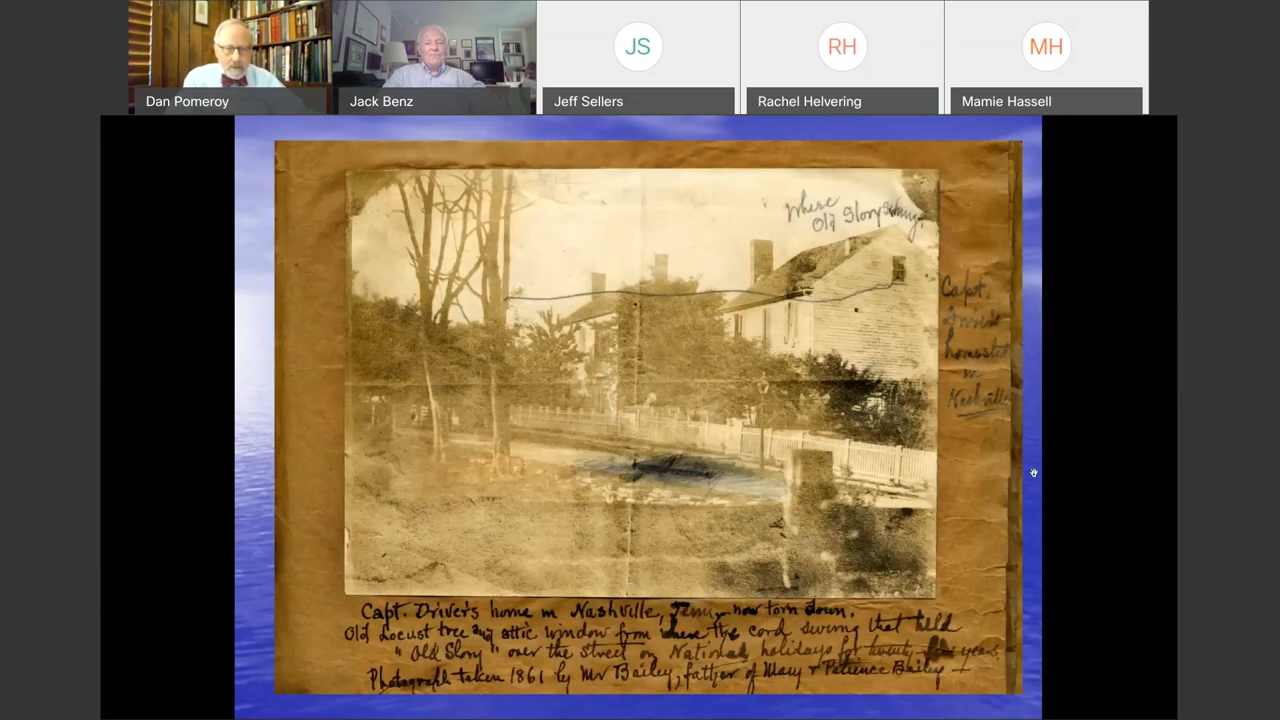 Dan Pomeroy
Jack Benz
JS
Jeff Sellers
RH
Rachel Helvering
MH
Mamie Hassell
Where
Old Glory Swung.
Capt.
Driver's
homestead
in
Nashville
Capt. Driver's home in Nashville, Tenn, now torn down.
Old Locust tree and attic window from where the cord swung that held
"Old Glory" over the street on National holidays for twenty years.
Photograph taken 1861 by Mr Bailey, father of Mary + Patience Bailey